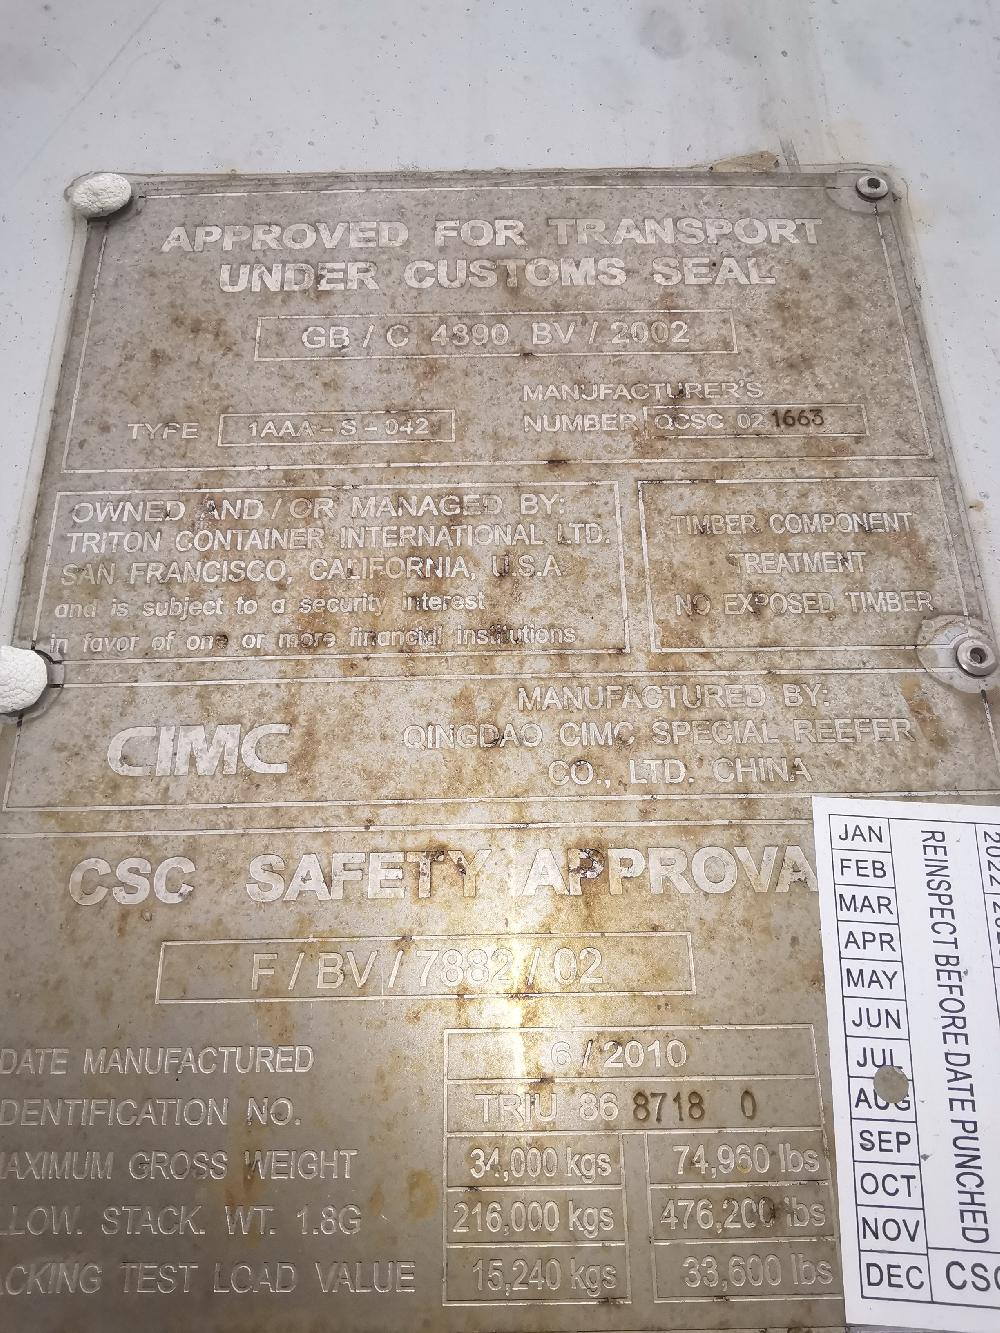 APPROVED FOR TRANSPORT
UNDER CUSTOMS SEAL
GB / C 4390 BV / 2002
TYPE 1AAA - S - 042
MANUFACTURER'S
NUMBER QCSC 02 1663
OWNED AND / OR MANAGED BY:
TRITON CONTAINER INTERNATIONAL LTD.
SAN FRANCISCO, CALIFORNIA, U.S.A
and is subject to a security interest
in favor of one or more financial institutions
TIMBER COMPONENT
TREATMENT
NO EXPOSED TIMBER
CIMC
MANUFACTURED BY:
QINGDAO CIMC SPECIAL REEFER
CO., LTD. CHINA
CSC SAFETY APPROVA
F / BV / 7882 / 02
DATE MANUFACTURED 6 / 2010
DENTIFICATION NO. TRIU 86 8718 0
MAXIMUM GROSS WEIGHT 34,000 kgs 74,960 lbs
LLOW. STACK. WT. 1.8G 216,000 kgs 476,200 lbs
ACKING TEST LOAD VALUE 15,240 kgs 33,600 lbs
JAN
FEB
MAR
APR
MAY
JUN
JUL
AUG
SEP
OCT
NOV
DEC
REINSPECT BEFORE DATE PUNCHED
2022
CSC